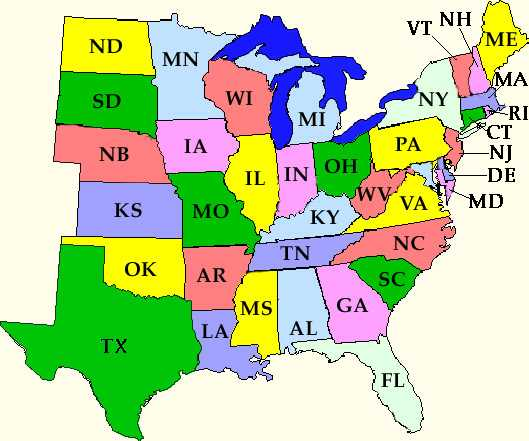 NH
VT
ME
ND
MN
MA
SD
WI
NY
RI
MI
CT
IA
PA
NB
OH
NJ
IL
IN
DE
WV
MD
KS
MO
KY
VA
NC
TN
OK
AR
SC
MS
GA
LA
AL
TX
FL